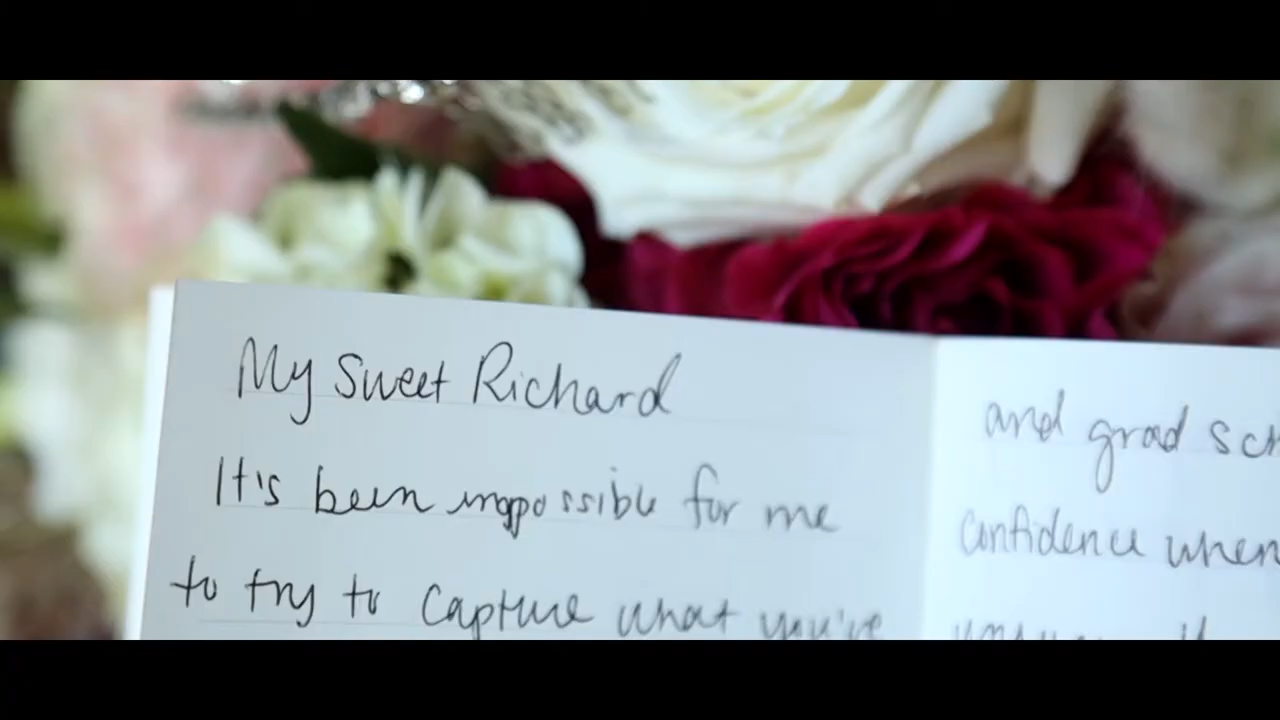 My Sweet Richard
It's been impossible for me
to try to capture what you've
and grad sch
confidence when